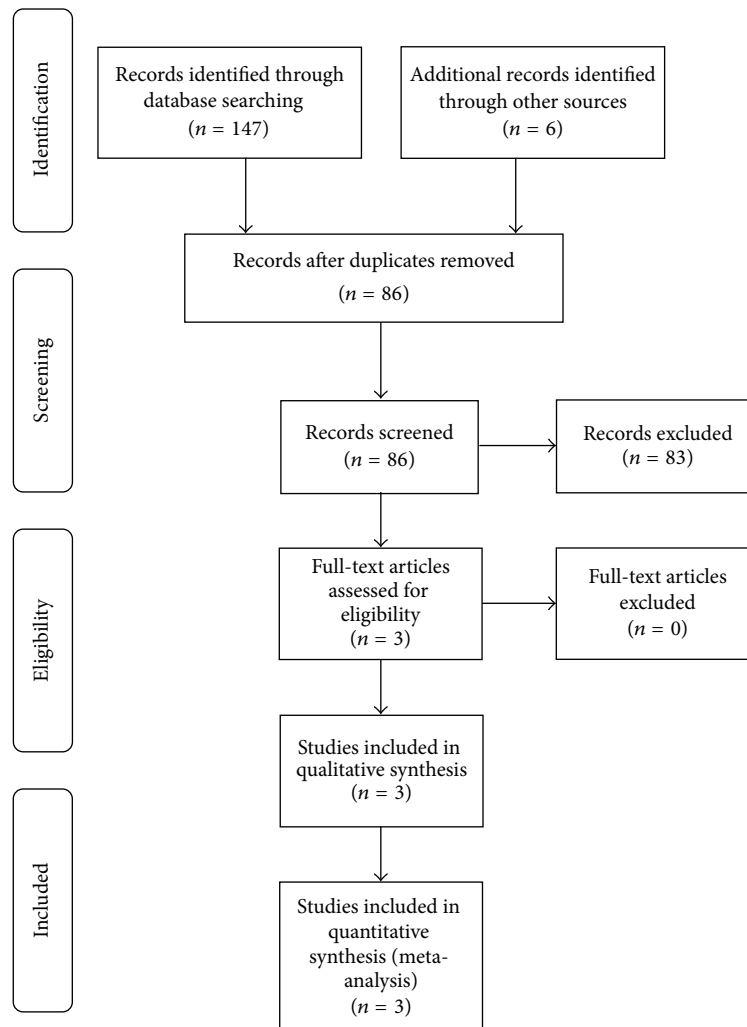 Identification
Records identified through
database searching
(n = 147)
Additional records identified
through other sources
(n = 6)
Records after duplicates removed
(n = 86)
Screening
Records screened
(n = 86)
Records excluded
(n = 83)
Eligibility
Full-text articles
assessed for
eligibility
(n = 3)
Full-text articles
excluded
(n = 0)
Studies included in
qualitative synthesis
(n = 3)
Included
Studies included in
quantitative
synthesis (meta-
analysis)
(n = 3)